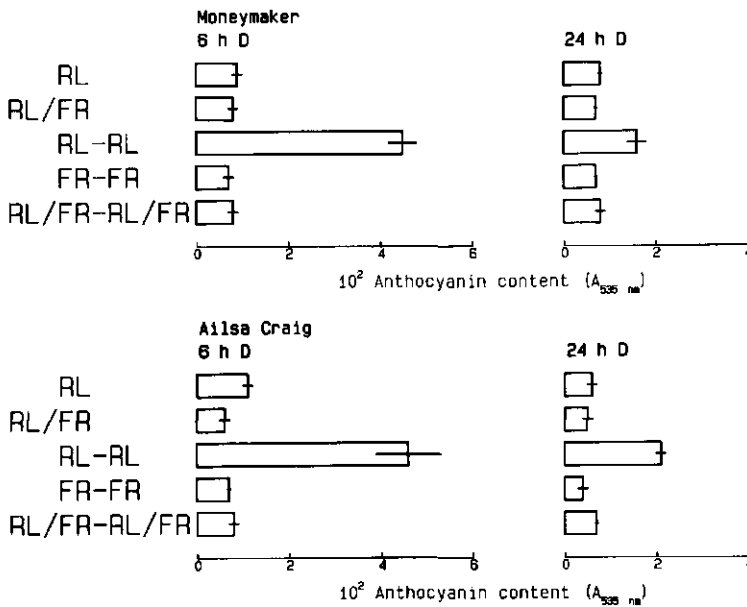 Moneymaker
6 h D
24 h D
RL
RL/FR
RL-RL
FR-FR
RL/FR-RL/FR
0 2 4 6
0 2 4
10² Anthocyanin content (A₅₃₅ ₙₘ)
Ailsa Craig
6 h D
24 h D
RL
RL/FR
RL-RL
FR-FR
RL/FR-RL/FR
0 2 4 6
0 2 4
10² Anthocyanin content (A₅₃₅ ₙₘ)